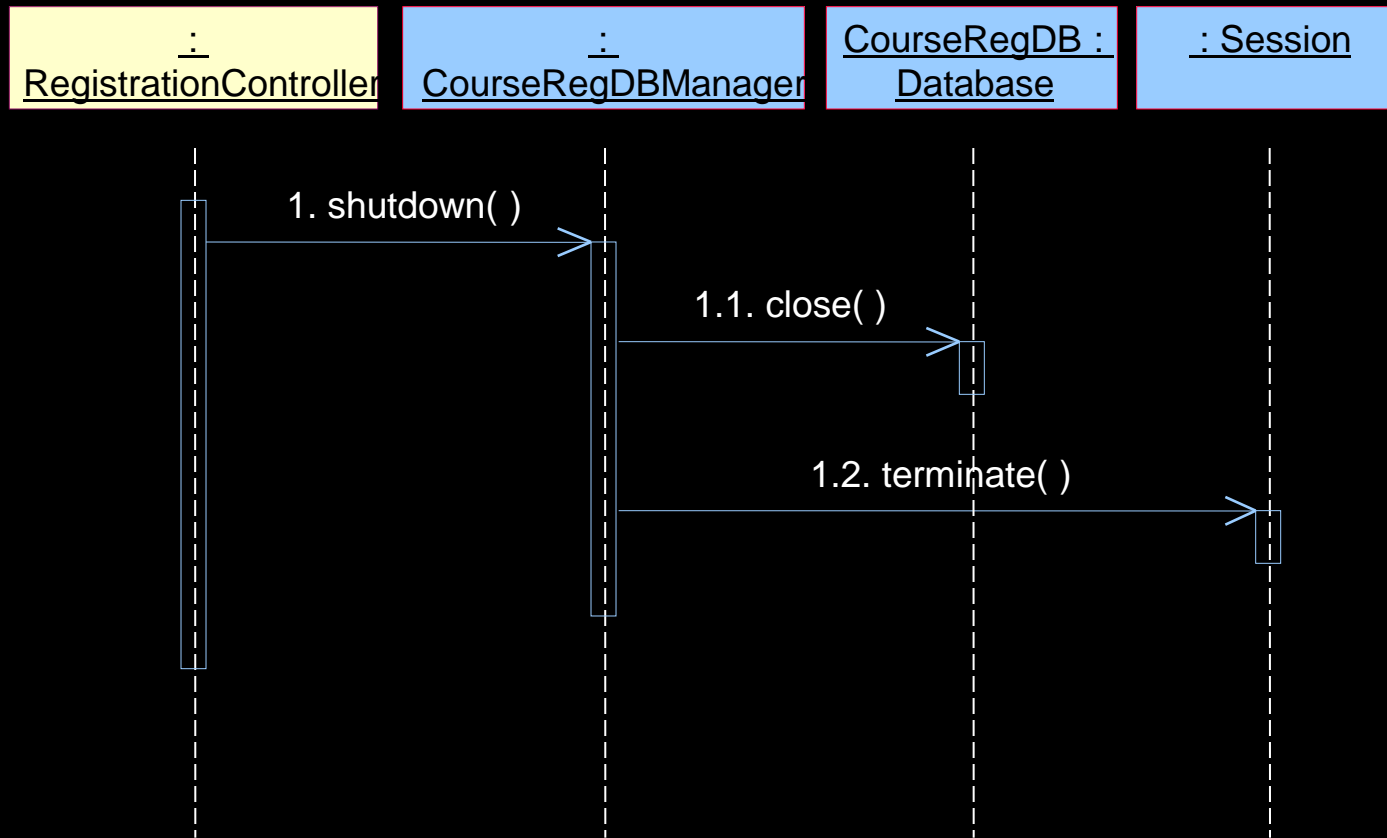 :
RegistrationController
:
CourseRegDBManager
CourseRegDB :
Database
: Session
1. shutdown( )
1.1. close( )
1.2. terminate( )